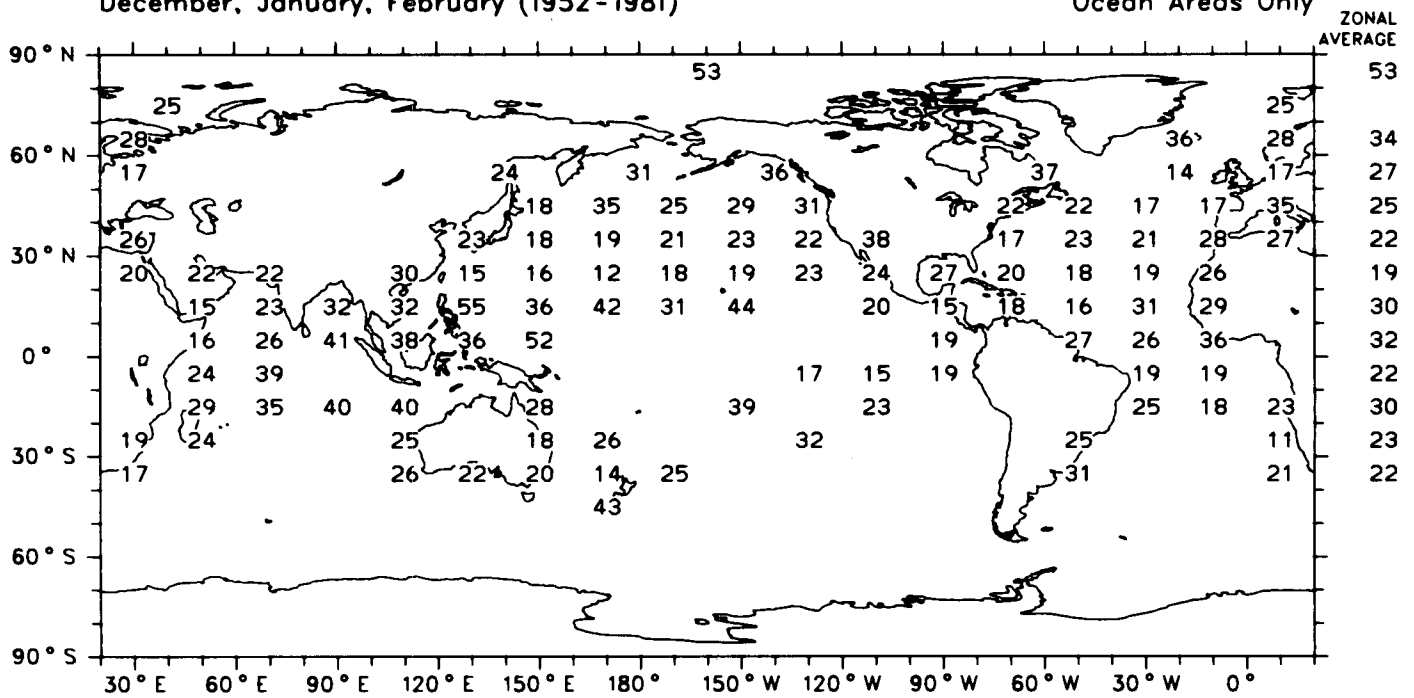 December, January, February (1952-1981) Ocean Areas Only
ZONAL
AVERAGE
90° N
53 53
25 25
28 36 28 34
60° N
17 24 31 36 37 14 17 27
18 35 25 29 31 22 22 17 17 35 25
26 23 18 19 21 23 22 38 17 23 21 28 27 22
30° N
20 22 22 30 15 16 12 18 19 23 24 27 20 18 19 26 19
15 23 32 32 55 36 42 31 44 20 15 18 16 31 29 30
16 26 41 38 36 52 19 27 26 36 32
0°
24 39 17 15 19 19 19 22
29 35 40 40 28 39 23 25 18 23 30
19 24 25 18 26 32 25 11 23
30° S
17 26 22 20 14 25 31 21 22
43
60° S
90° S
30° E 60° E 90° E 120° E 150° E 180° 150° W 120° W 90° W 60° W 30° W 0°